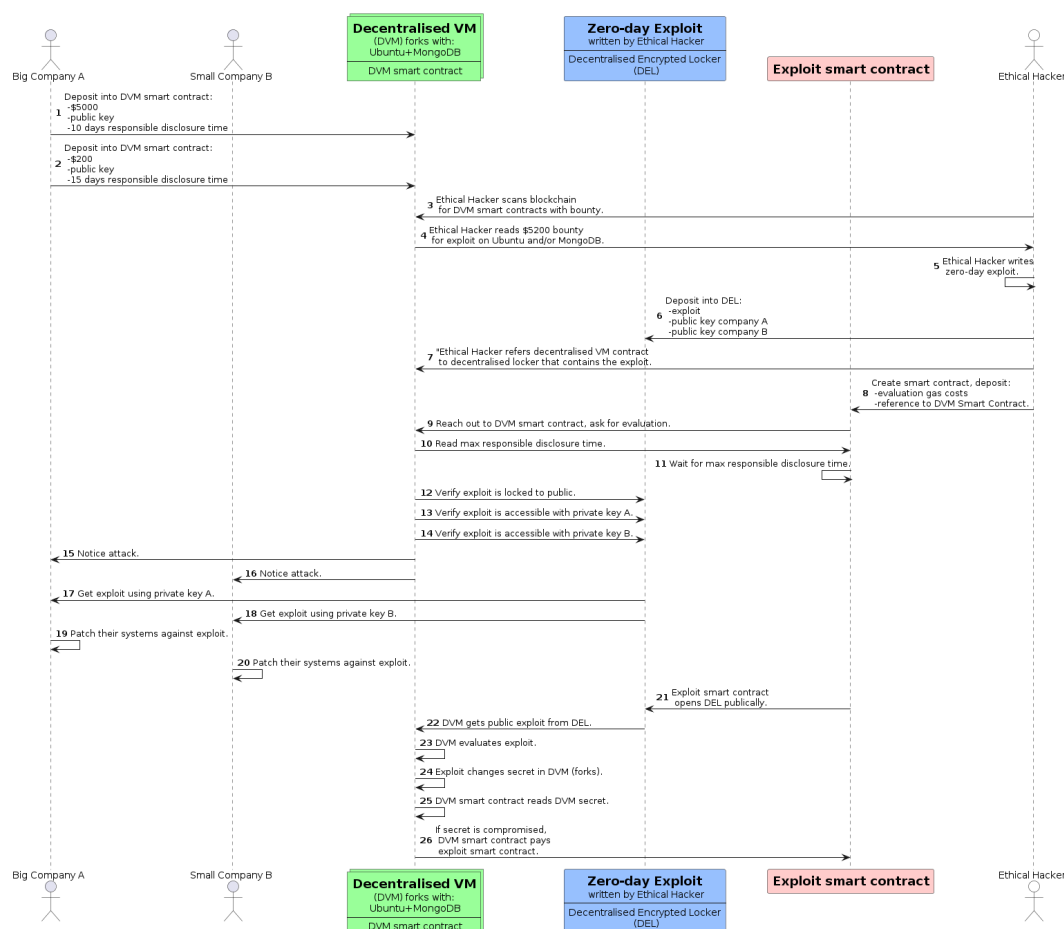 Big Company A
Small Company B
Decentralised VM
(DVM) forks with:
Ubuntu+MongoDB
DVM smart contract
Zero-day Exploit
written by Ethical Hacker
Decentralised Encrypted Locker
(DEL)
Exploit smart contract
Ethical Hacker
1 Deposit into DVM smart contract:
-$5000
-public key
-10 days responsible disclosure time
2 Deposit into DVM smart contract:
-$200
-public key
-15 days responsible disclosure time
3 Ethical Hacker scans blockchain
for DVM smart contracts with bounty.
4 Ethical Hacker reads $5200 bounty
for exploit on Ubuntu and/or MongoDB.
5 Ethical Hacker writes
zero-day exploit.
6 Deposit into DEL:
-exploit
-public key company A
-public key company B
7 "Ethical Hacker refers decentralised VM contract
to decentralised locker that contains the exploit.
8 Create smart contract, deposit:
-evaluation gas costs
-reference to DVM Smart Contract.
9 Reach out to DVM smart contract, ask for evaluation.
10 Read max responsible disclosure time.
11 Wait for max responsible disclosure time.
12 Verify exploit is locked to public.
13 Verify exploit is accessible with private key A.
14 Verify exploit is accessible with private key B.
15 Notice attack.
16 Notice attack.
17 Get exploit using private key A.
18 Get exploit using private key B.
19 Patch their systems against exploit.
20 Patch their systems against exploit.
21 Exploit smart contract
opens DEL publically.
22 DVM gets public exploit from DEL.
23 DVM evaluates exploit.
24 Exploit changes secret in DVM (forks).
25 DVM smart contract reads DVM secret.
26 If secret is compromised,
DVM smart contract pays
exploit smart contract.
Big Company A
Small Company B
Decentralised VM
(DVM) forks with:
Ubuntu+MongoDB
DVM smart contract
Zero-day Exploit
written by Ethical Hacker
Decentralised Encrypted Locker
(DEL)
Exploit smart contract
Ethical Hacker